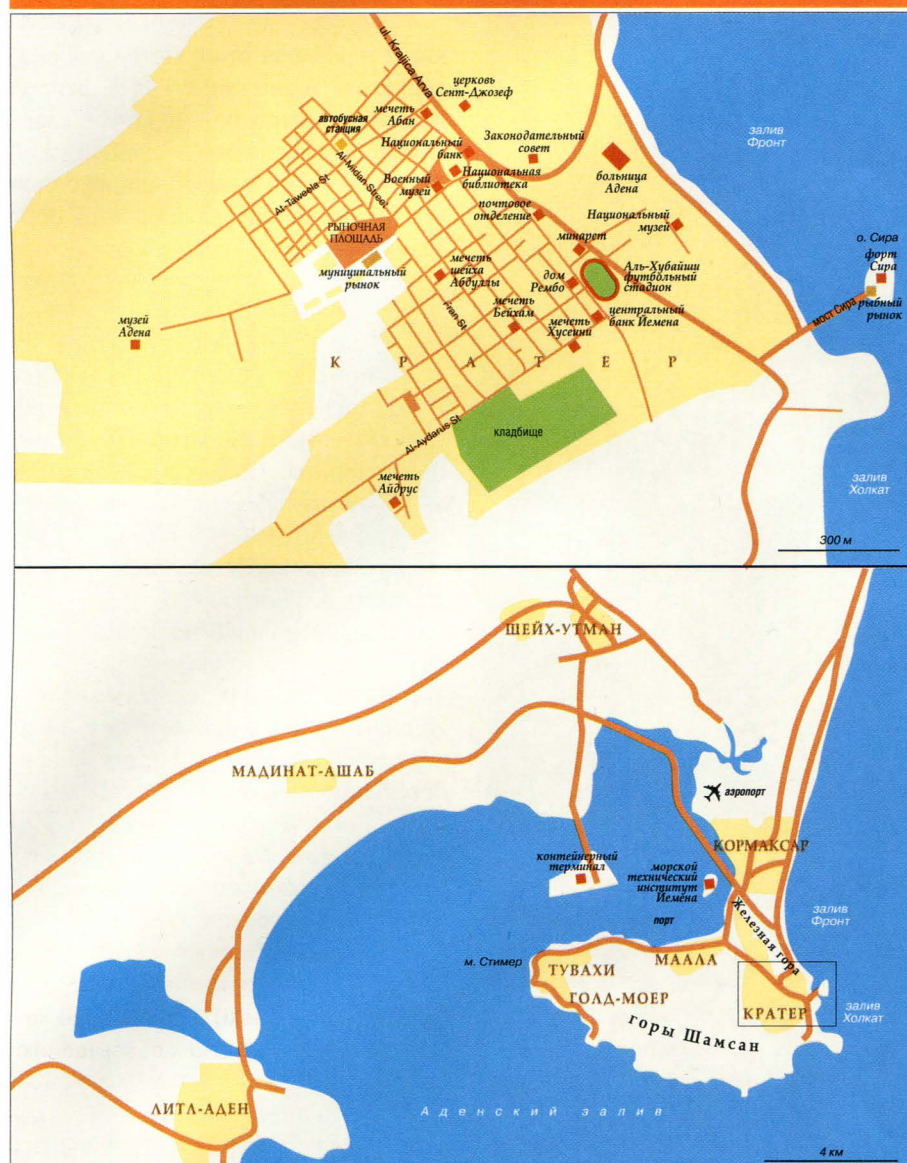 ul. Kraljica Arva
церковь
Сент-Джозеф
мечеть
Абан
автобусная
станция
Национальный
банк
Законодательный
совет
залив
Фронт
Al-Midan Street
Военный
музей
Национальная
библиотека
больница
Адена
Al-Taweela St
почтовое
отделение
Национальный
музей
РЫНОЧНАЯ
ПЛОЩАДЬ
минарет
о. Сира
форт
Сира
муниципальный
рынок
мечеть
шейха
Абдуллы
дом
Рембо
Аль-Хубайши
футбольный
стадион
рыбный
рынок
мост Сира
музей
Адена
Fran St
мечеть
Бейхам
мечеть
Хусейни
центральный
банк Йемена
КРАТЕР
Al-Aydarus St
кладбище
мечеть
Айдрус
залив
Холкат
300 м
ШЕЙХ-УТМАН
МАДИНАТ-АШАБ
аэропорт
КОРМАКСАР
контейнерный
терминал
морской
технический
институт
Йемена
порт
Железная гора
залив
Фронт
м. Стимер
ТУВАХИ
МААЛА
ГОЛД-МОЕР
горы Шамсан
КРАТЕР
залив
Холкат
ЛИТЛ-АДЕН
Аденский залив
4 км